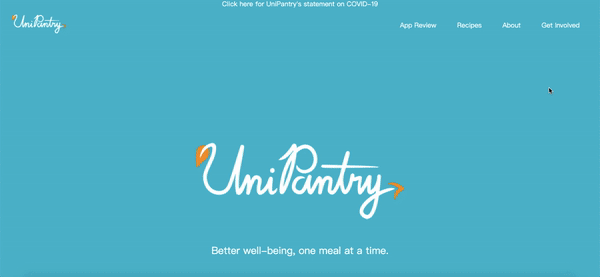 Click here for UniPantry's statement on COVID-19
UniPantry
App Review Recipes About Get Involved
UniPantry
Better well-being, one meal at a time.